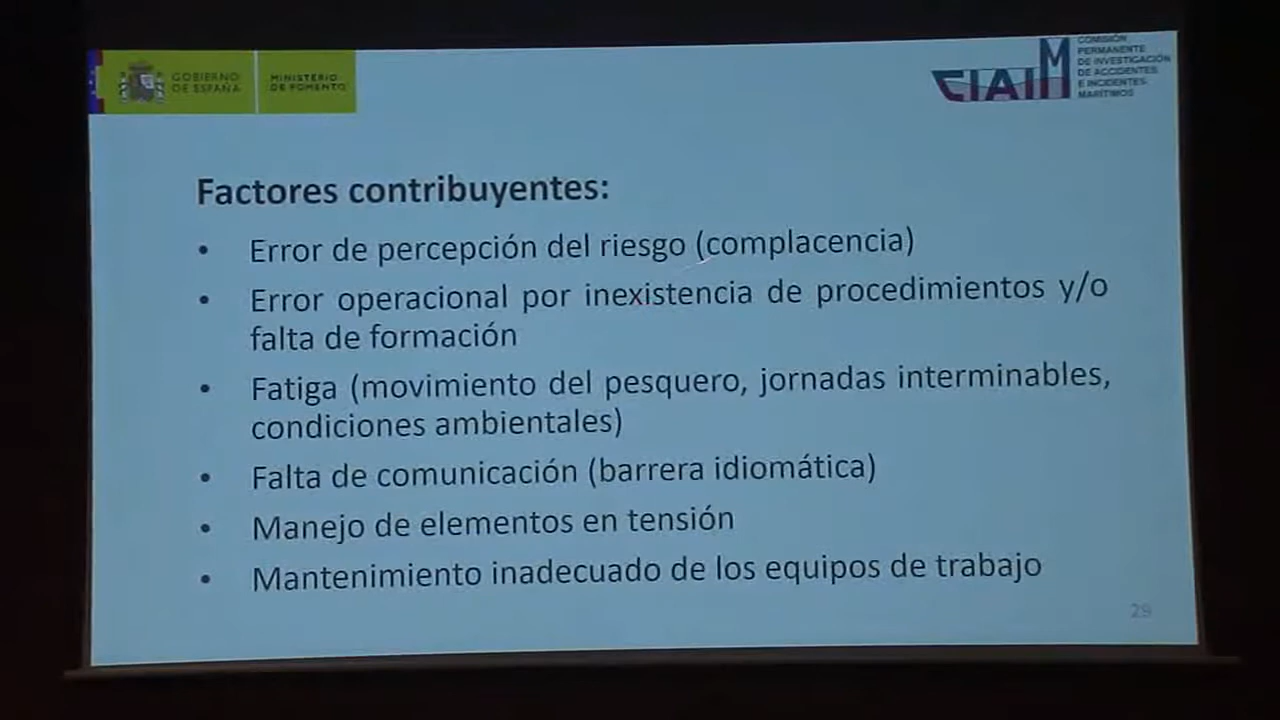 GOBIERNO
DE ESPAÑA
MINISTERIO
DE FOMENTO
CIAIM
COMISIÓN
PERMANENTE
DE INVESTIGACIÓN
DE ACCIDENTES
E INCIDENTES
MARÍTIMOS
Factores contribuyentes:
• Error de percepción del riesgo (complacencia)
• Error operacional por inexistencia de procedimientos y/o
falta de formación
• Fatiga (movimiento del pesquero, jornadas interminables,
condiciones ambientales)
• Falta de comunicación (barrera idiomática)
• Manejo de elementos en tensión
• Mantenimiento inadecuado de los equipos de trabajo
29